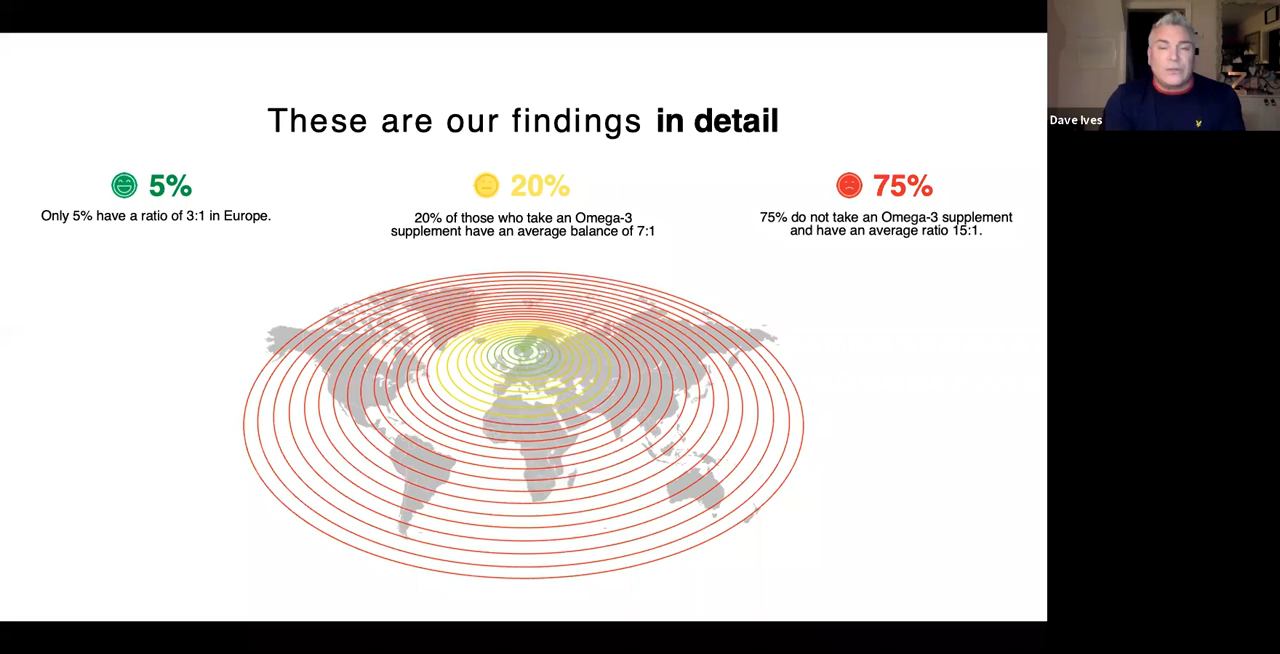 These are our findings in detail
5%
Only 5% have a ratio of 3:1 in Europe.
20%
20% of those who take an Omega-3
supplement have an average balance of 7:1
75%
75% do not take an Omega-3 supplement
and have an average ratio 15:1.
Dave Ives